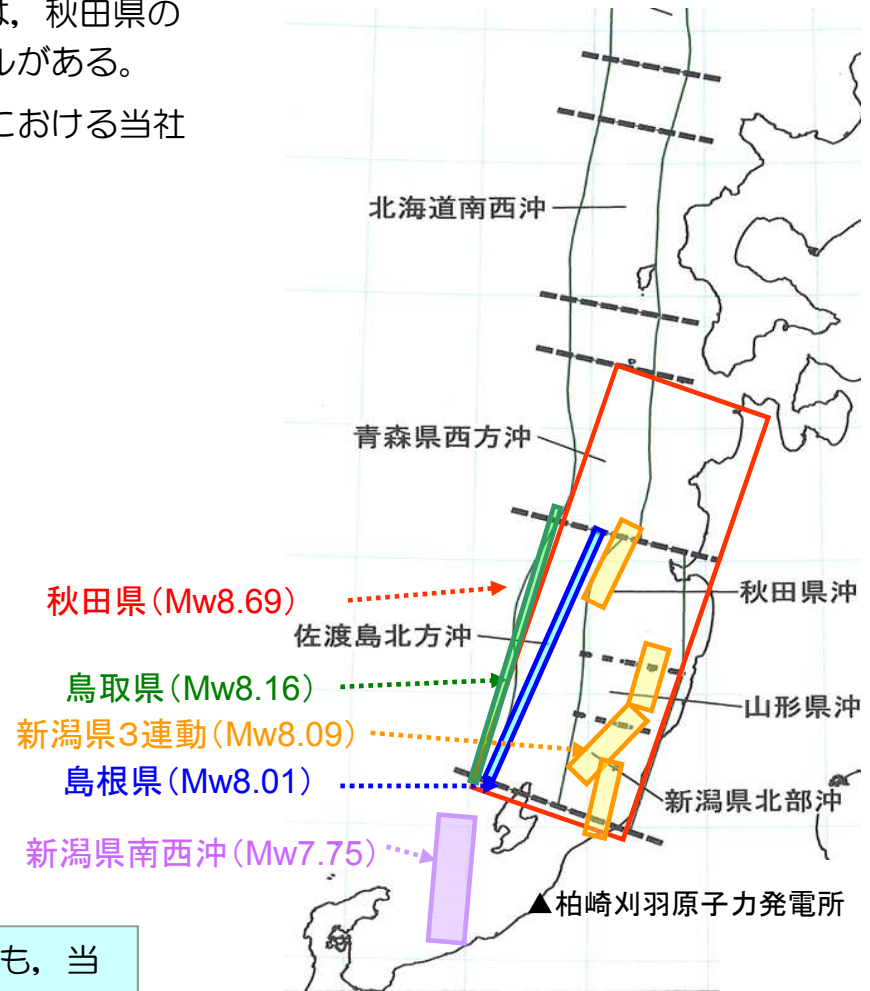 は，秋田県の
ルがある。
における当社
北海道南西沖
青森県西方沖
秋田県（Mw8.69）
秋田県沖
佐渡島北方沖
鳥取県（Mw8.16）
山形県沖
新潟県３連動（Mw8.09）
島根県（Mw8.01）
新潟県北部沖
新潟県南西沖（Mw7.75）
▲柏崎刈羽原子力発電所
も，当